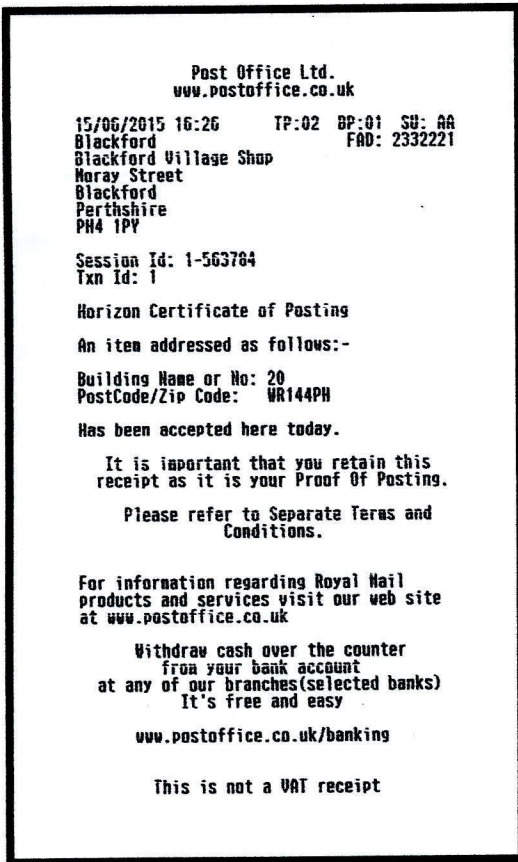 Post Office Ltd.
www.postoffice.co.uk
15/06/2015 16:26 TP:02 BP:01 SU: AA
Blackford FAD: 2332221
Blackford Village Shop
Moray Street
Blackford
Perthshire
PH4 1PY
Session Id: 1-563784
Txn Id: 1
Horizon Certificate of Posting
An item addressed as follows:-
Building Name or No: 20
PostCode/Zip Code: WR144PH
Has been accepted here today.
It is important that you retain this
receipt as it is your Proof Of Posting.
Please refer to Separate Terms and
Conditions.
For information regarding Royal Mail
products and services visit our web site
at www.postoffice.co.uk
Withdraw cash over the counter
from your bank account
at any of our branches(selected banks)
It's free and easy
www.postoffice.co.uk/banking
This is not a VAT receipt